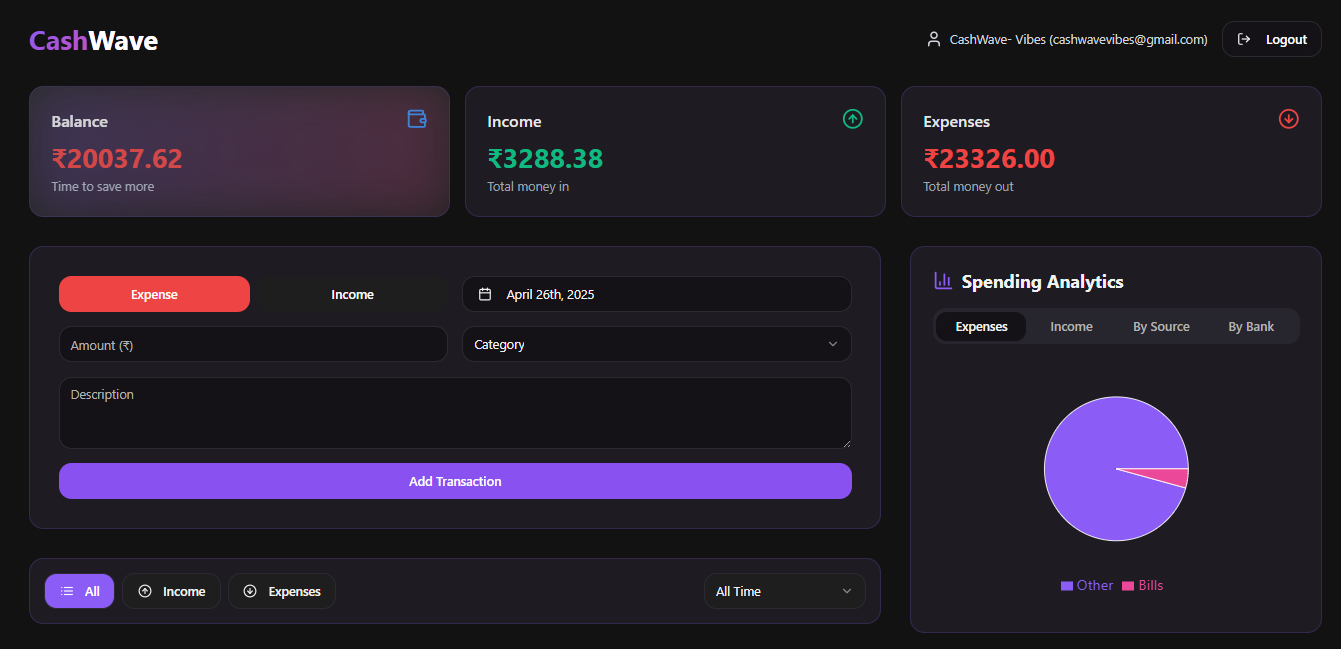 CashWave
CashWave- Vibes (cashwavevibes@gmail.com)
Logout
Balance
₹20037.62
Time to save more
Income
₹3288.38
Total money in
Expenses
₹23326.00
Total money out
Expense
Income
April 26th, 2025
Amount (₹)
Category
Description
Add Transaction
All
Income
Expenses
All Time
Spending Analytics
Expenses
Income
By Source
By Bank
Other
Bills